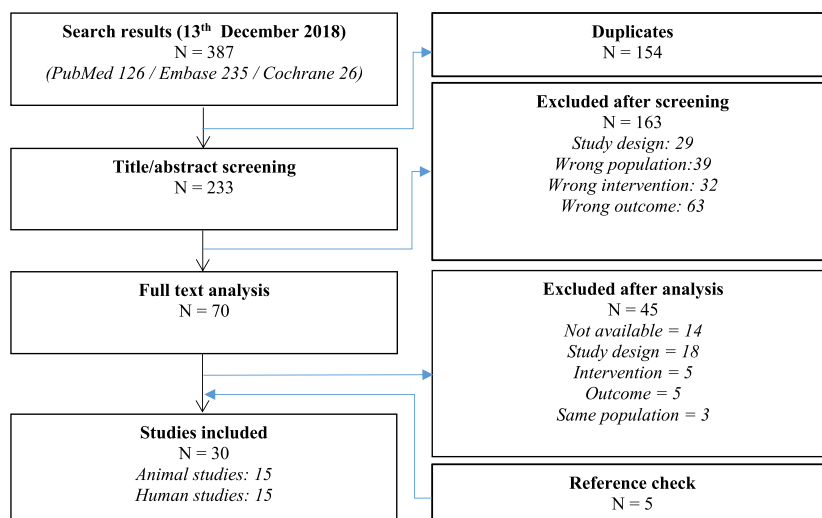 Search results (13th December 2018)
N = 387
(PubMed 126 / Embase 235 / Cochrane 26)
Duplicates
N = 154
Excluded after screening
N = 163
Study design: 29
Wrong population:39
Wrong intervention: 32
Wrong outcome: 63
Title/abstract screening
N = 233
Full text analysis
N = 70
Excluded after analysis
N = 45
Not available = 14
Study design = 18
Intervention = 5
Outcome = 5
Same population = 3
Studies included
N = 30
Animal studies: 15
Human studies: 15
Reference check
N = 5